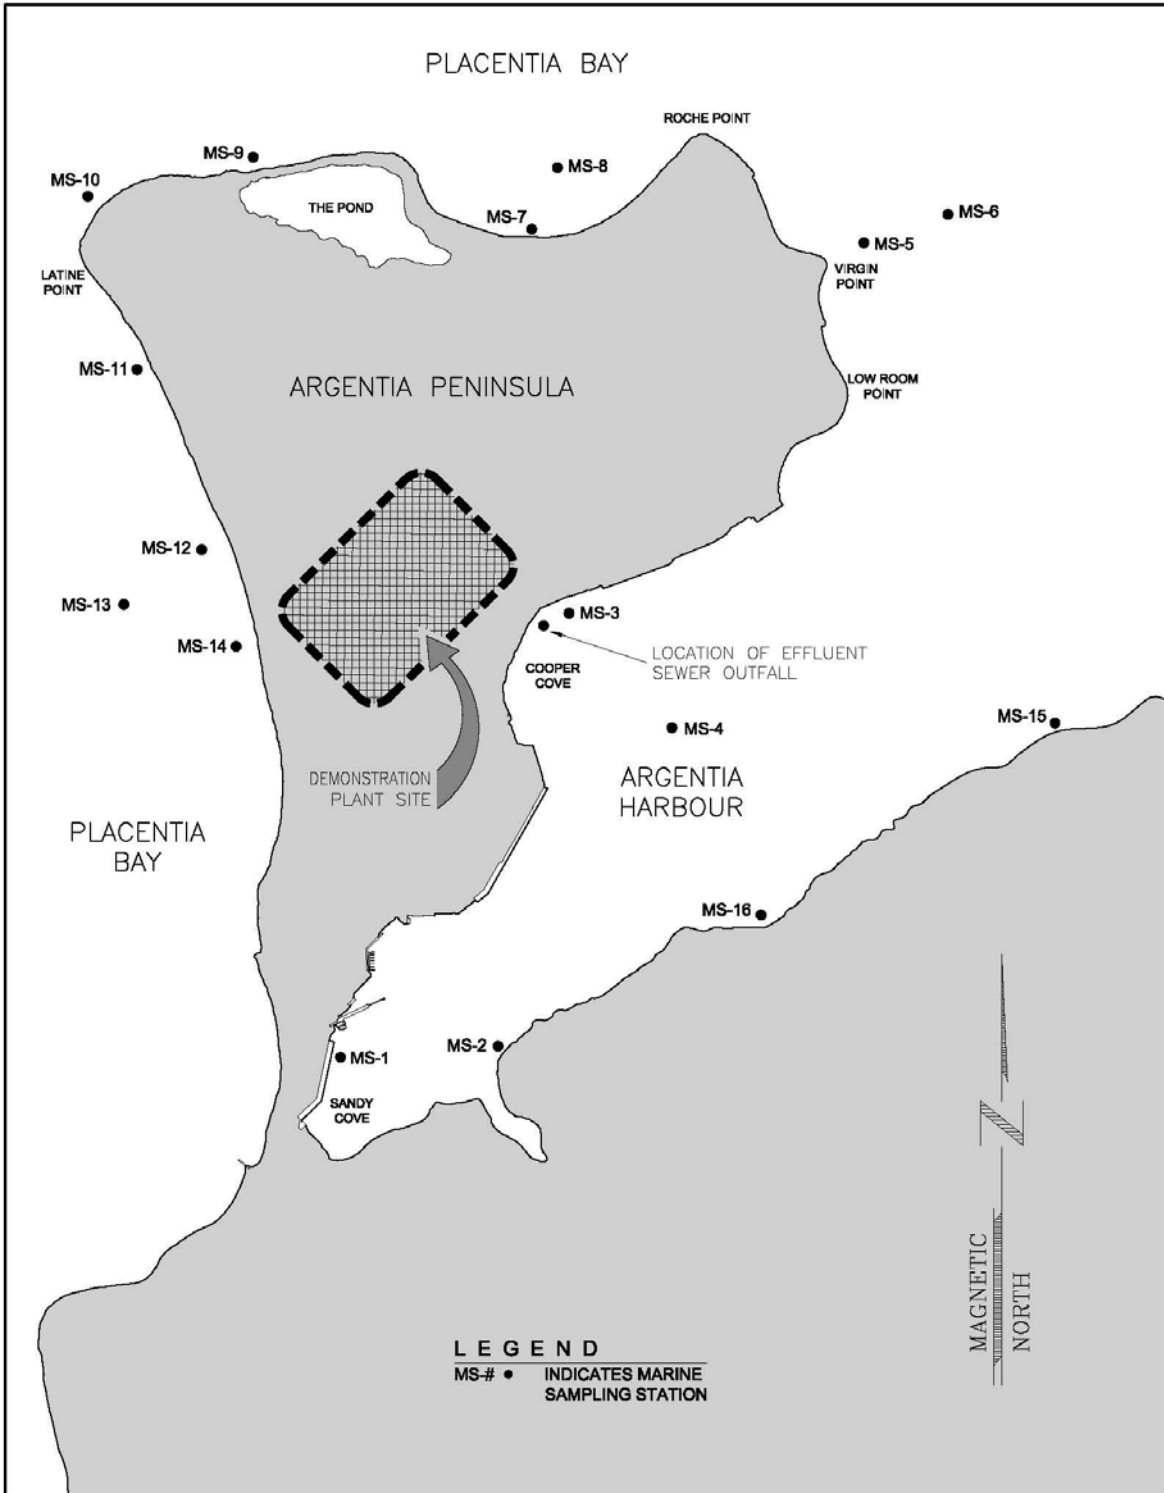 PLACENTIA BAY
ROCHE POINT
MS-9
MS-8
MS-10
THE POND
MS-7
MS-6
MS-5
LATINE
POINT
VIRGIN
POINT
MS-11
ARGENTIA PENINSULA
LOW ROOM
POINT
MS-12
MS-13
MS-3
MS-14
LOCATION OF EFFLUENT
SEWER OUTFALL
COOPER
COVE
MS-15
MS-4
DEMONSTRATION
PLANT SITE
ARGENTIA
HARBOUR
PLACENTIA
BAY
MS-16
MS-2
MS-1
SANDY
COVE
N
MAGNETIC
NORTH
LEGEND
MS-# ● INDICATES MARINE
SAMPLING STATION